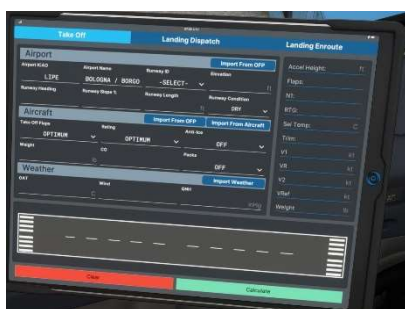 Take Off Landing Dispatch Landing Enroute
Airport Import From OFP
Airport ICAO Airport Name Runway ID Elevation
LIPE BOLOGNA / BORGO -SELECT- ft
Runway Heading Runway Slope % Runway Length Runway Condition
ft DRY
Aircraft Import From OFP Import From Aircraft
Take Off Flaps Rating Anti-Ice
OPTIMUM OPTIMUM OFF
Weight CG Packs
OFF
Weather Import Weather
OAT Wind QNH
C inHg
Accel Height: ft
Flaps:
N1:
RTG:
Sel Temp: C
Trim:
V1 kt
VR kt
V2 kt
VRef kt
Weight lb
Clear Calculate